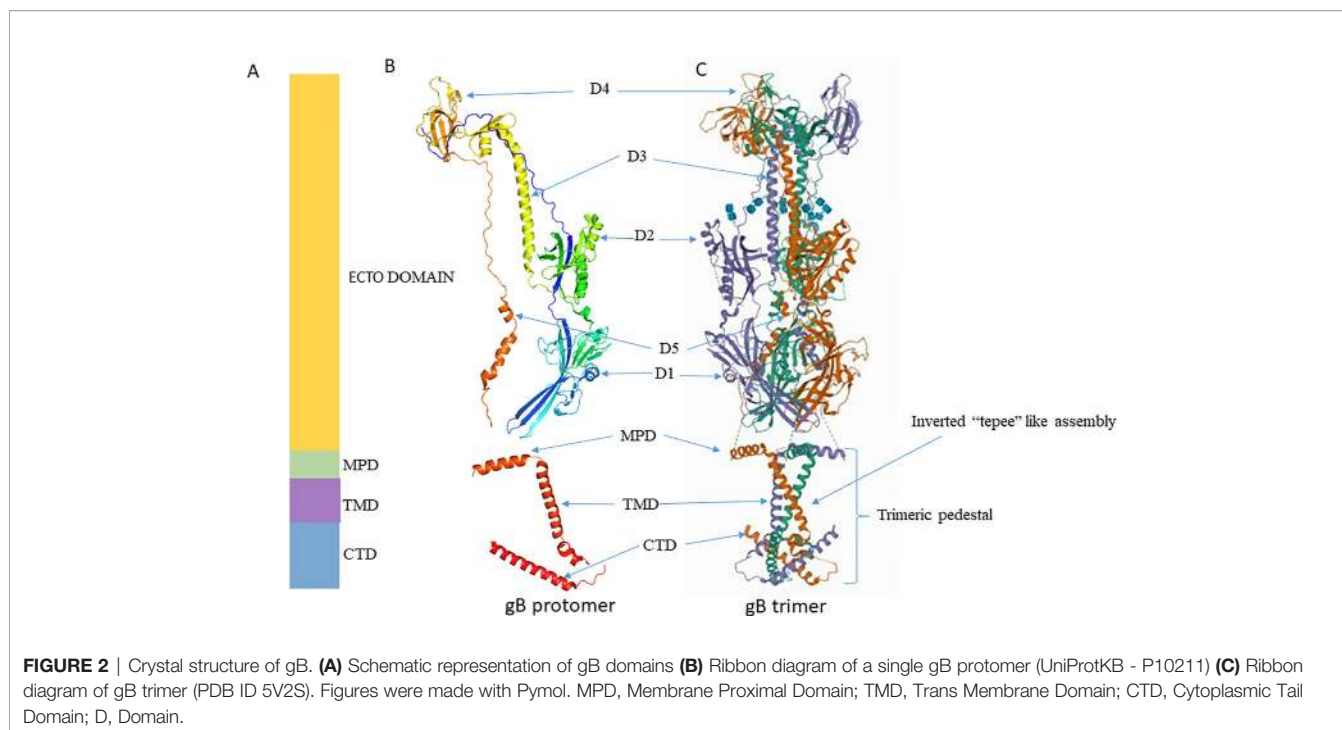 A
B
C
D4
D3
D2
ECTO DOMAIN
D5
D1
Inverted “tepee” like assembly
MPD
MPD
TMD
TMD
Trimeric pedestal
CTD
CTD
gB protomer
gB trimer
FIGURE 2 | Crystal structure of gB. (A) Schematic representation of gB domains (B) Ribbon diagram of a single gB protomer (UniProtKB - P10211) (C) Ribbon
diagram of gB trimer (PDB ID 5V2S). Figures were made with Pymol. MPD, Membrane Proximal Domain; TMD, Trans Membrane Domain; CTD, Cytoplasmic Tail
Domain; D, Domain.